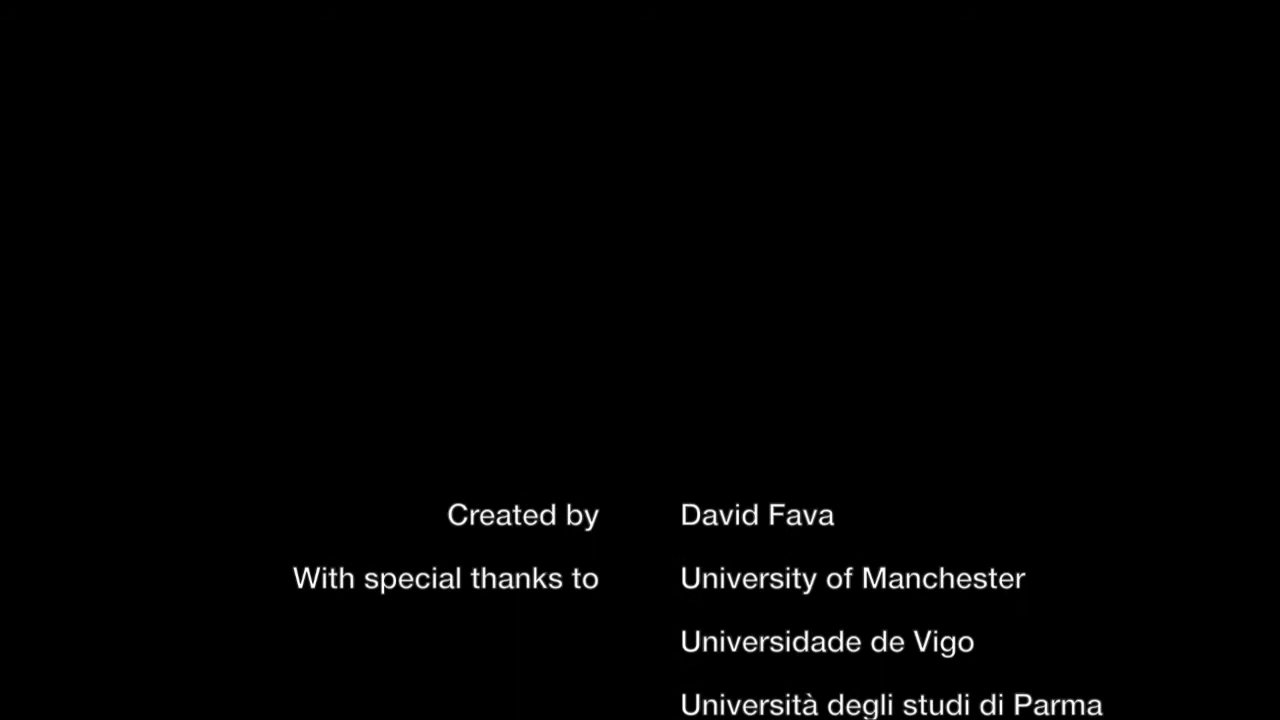 Created by David Fava
With special thanks to University of Manchester
Universidade de Vigo
Università degli studi di Parma